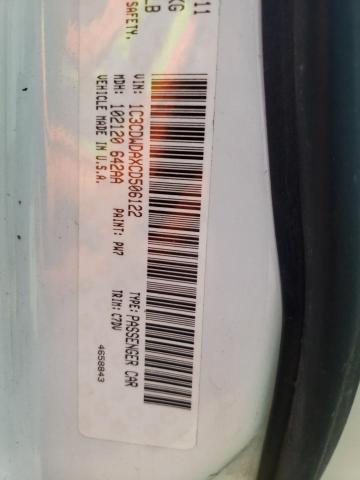 11
KG
LB
SAFETY.
VIN: 1C3CDWDAXCD506122
TYPE: PASSENGER CAR
MDH: 102120 642AA
PAINT: PW7
TRIM: C7DV
VEHICLE MADE IN U.S.A.
4658843